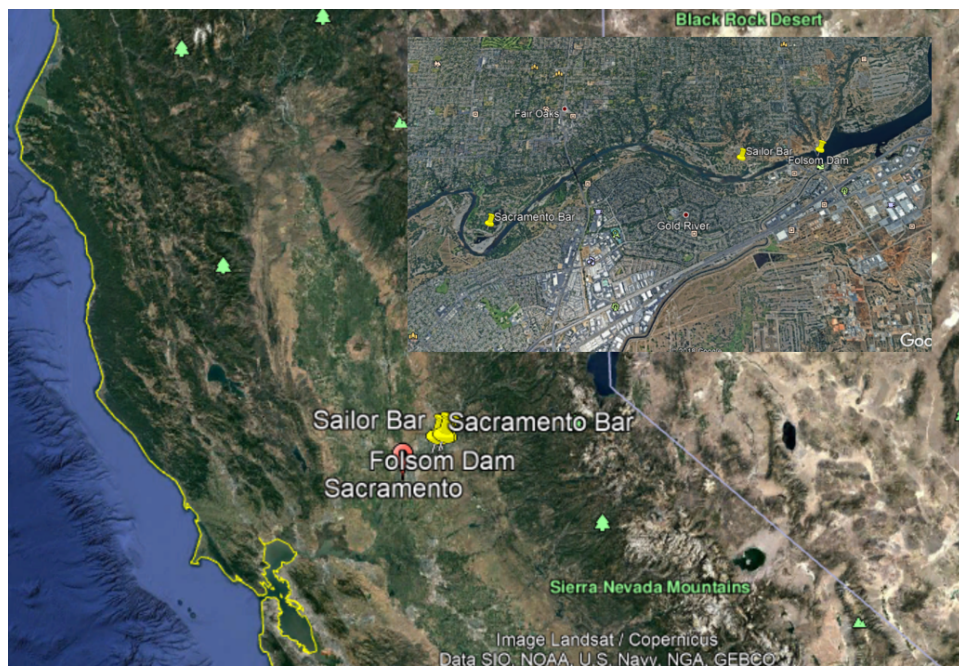 Black Rock Desert
Fair Oaks
Sailor Bar
Folsom Dam
Sacramento Bar
Gold River
Goo
Sailor Bar
Sacramento Bar
Folsom Dam
Sacramento
Sierra Nevada Mountains
Image Landsat / Copernicus
Data SIO, NOAA, U.S. Navy, NGA, GEBCO